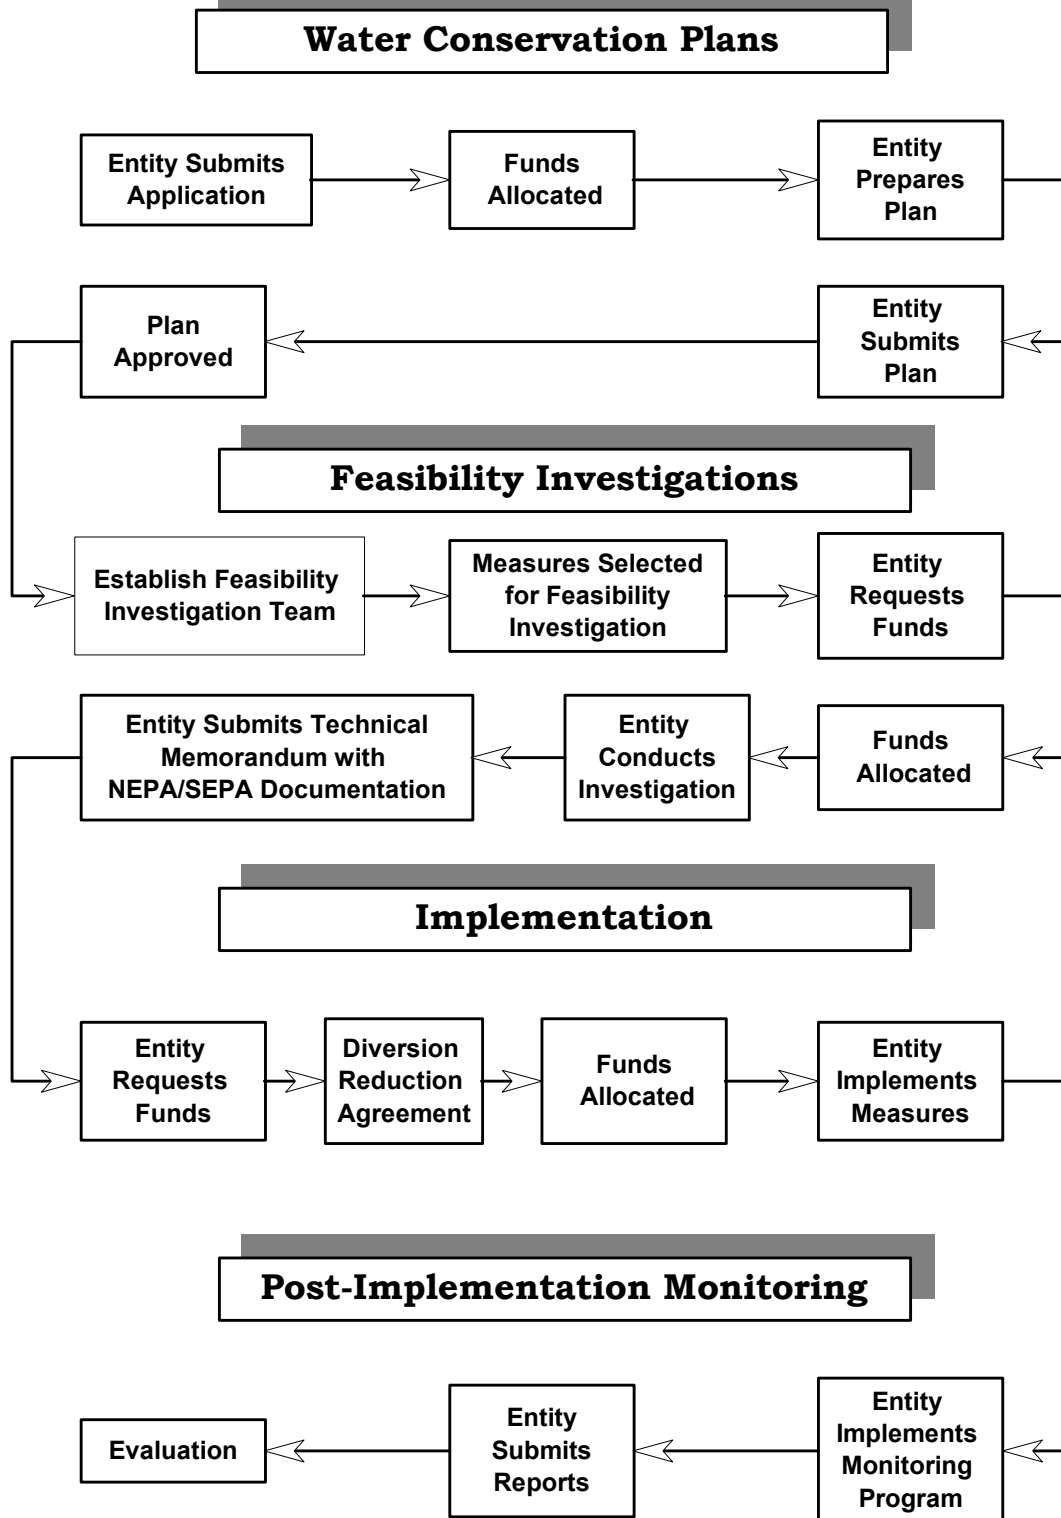 Water Conservation Plans
Entity Submits
Application
Funds
Allocated
Entity
Prepares
Plan
Plan
Approved
Entity
Submits
Plan
Feasibility Investigations
Establish Feasibility
Investigation Team
Measures Selected
for Feasibility
Investigation
Entity
Requests
Funds
Entity Submits Technical
Memorandum with
NEPA/SEPA Documentation
Entity
Conducts
Investigation
Funds
Allocated
Implementation
Entity
Requests
Funds
Diversion
Reduction
Agreement
Funds
Allocated
Entity
Implements
Measures
Post-Implementation Monitoring
Evaluation
Entity
Submits
Reports
Entity
Implements
Monitoring
Program